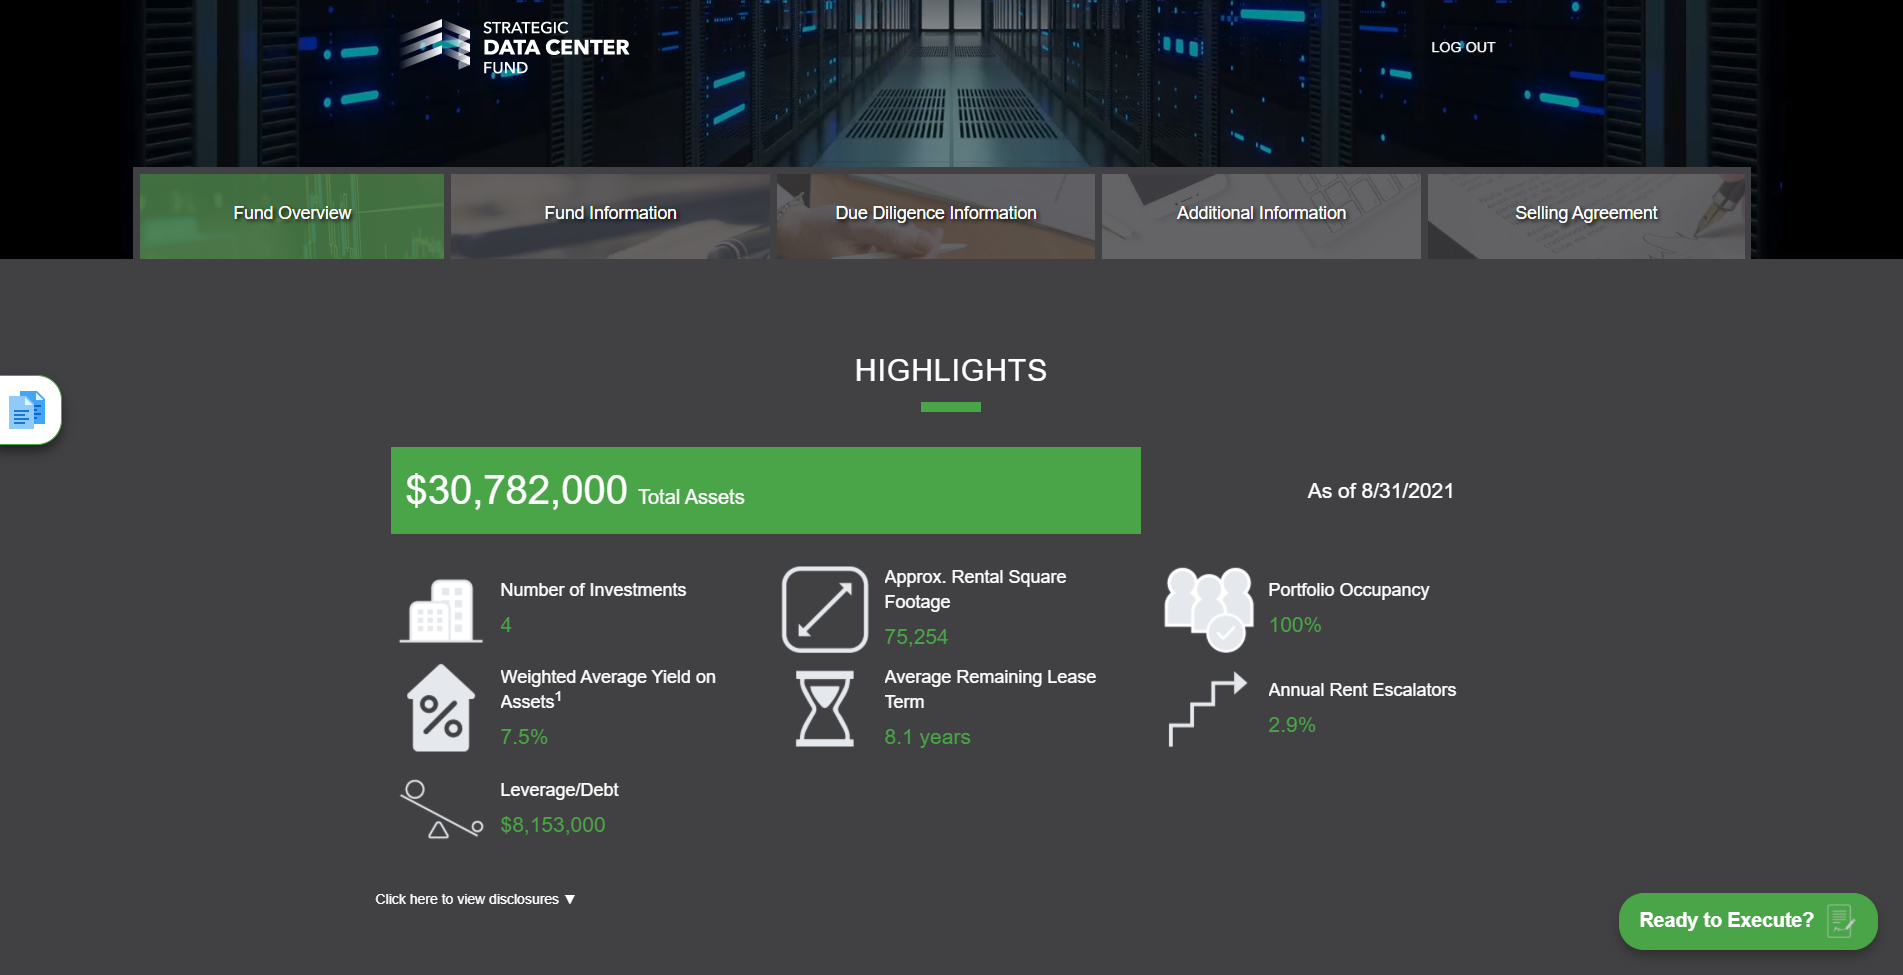 STRATEGIC
DATA CENTER
FUND
LOG OUT
Fund Overview
Fund Information
Due Diligence Information
Additional Information
Selling Agreement
HIGHLIGHTS
$30,782,000 Total Assets
As of 8/31/2021
Number of Investments
4
Approx. Rental Square
Footage
75,254
Portfolio Occupancy
100%
Weighted Average Yield on
Assets¹
7.5%
Average Remaining Lease
Term
8.1 years
Annual Rent Escalators
2.9%
Leverage/Debt
$8,153,000
Click here to view disclosures ▼
Ready to Execute?